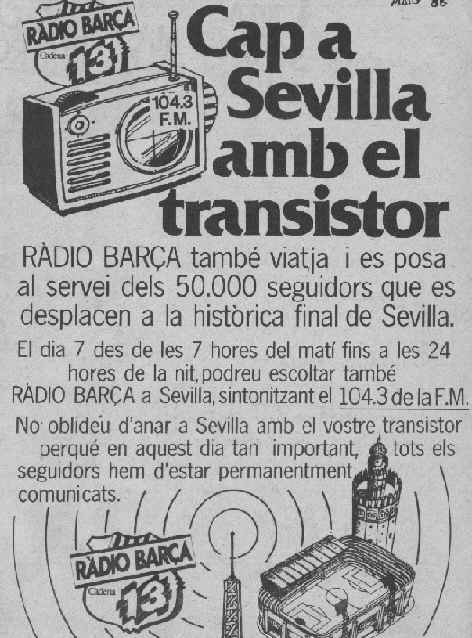 MAIG 86
RÀDIO BARÇA
Cadena
13
104.3
F.M.
Cap a
Sevilla
amb el
transistor
RÀDIO BARÇA també viatja i es posa
al servei dels 50.000 seguidors que es
desplacen a la històrica final de Sevilla.
El dia 7 des de les 7 hores del matí fins a les 24
hores de la nit, podreu escoltar també
RÀDIO BARÇA a Sevilla, sintonitzant el 104.3 de la F.M.
No oblideu d'anar a Sevilla amb el vostre transistor
perquè en aquest dia tan important, tots els
seguidors hem d'estar permanentment
comunicats.
RÀDIO BARÇA
Cadena
13